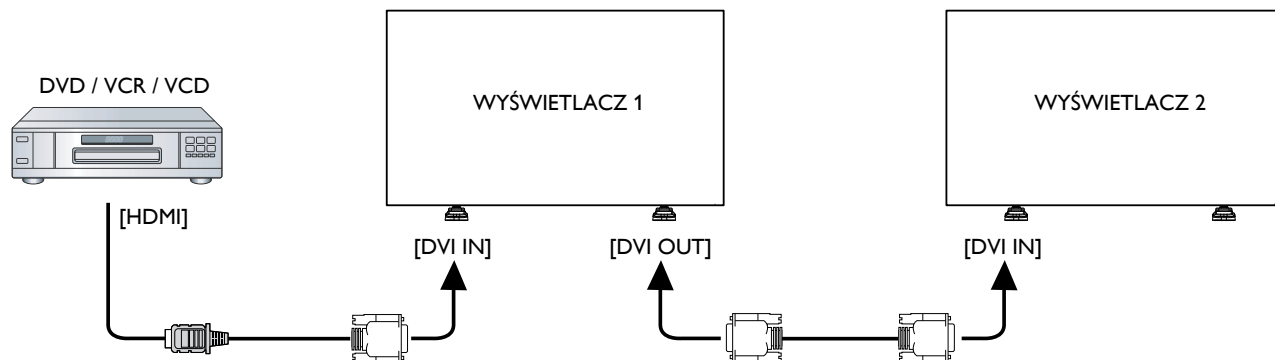 DVD / VCR / VCD
WYŚWIETLACZ 1
WYŚWIETLACZ 2
[HDMI]
[DVI IN]
[DVI OUT]
[DVI IN]